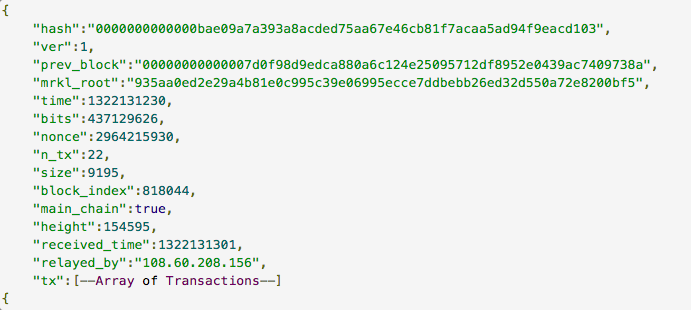 {
"hash":"0000000000000bae09a7a393a8acded75aa67e46cb81f7acaa5ad94f9eacd103",
"ver":1,
"prev_block":"00000000000007d0f98d9edca880a6c124e25095712df8952e0439ac7409738a",
"mrkl_root":"935aa0ed2e29a4b81e0c995c39e06995ecce7ddbebb26ed32d550a72e8200bf5",
"time":1322131230,
"bits":437129626,
"nonce":2964215930,
"n_tx":22,
"size":9195,
"block_index":818044,
"main_chain":true,
"height":154595,
"received_time":1322131301,
"relayed_by":"108.60.208.156",
"tx":[––Array of Transactions––]
{